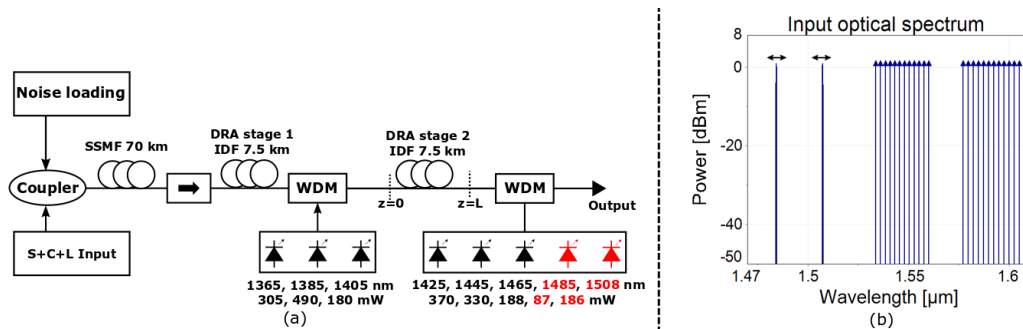 Noise loading
SSMF 70 km
DRA stage 1
IDF 7.5 km
DRA stage 2
IDF 7.5 km
Coupler
WDM
WDM
z=0
z=L
Output
S+C+L Input
1365, 1385, 1405 nm
305, 490, 180 mW
1425, 1445, 1465, 1485, 1508 nm
370, 330, 188, 87, 186 mW
(a)
Input optical spectrum
8
0
-20
-40
-50
Power [dBm]
1.47
1.5
1.55
1.6
Wavelength [µm]
(b)